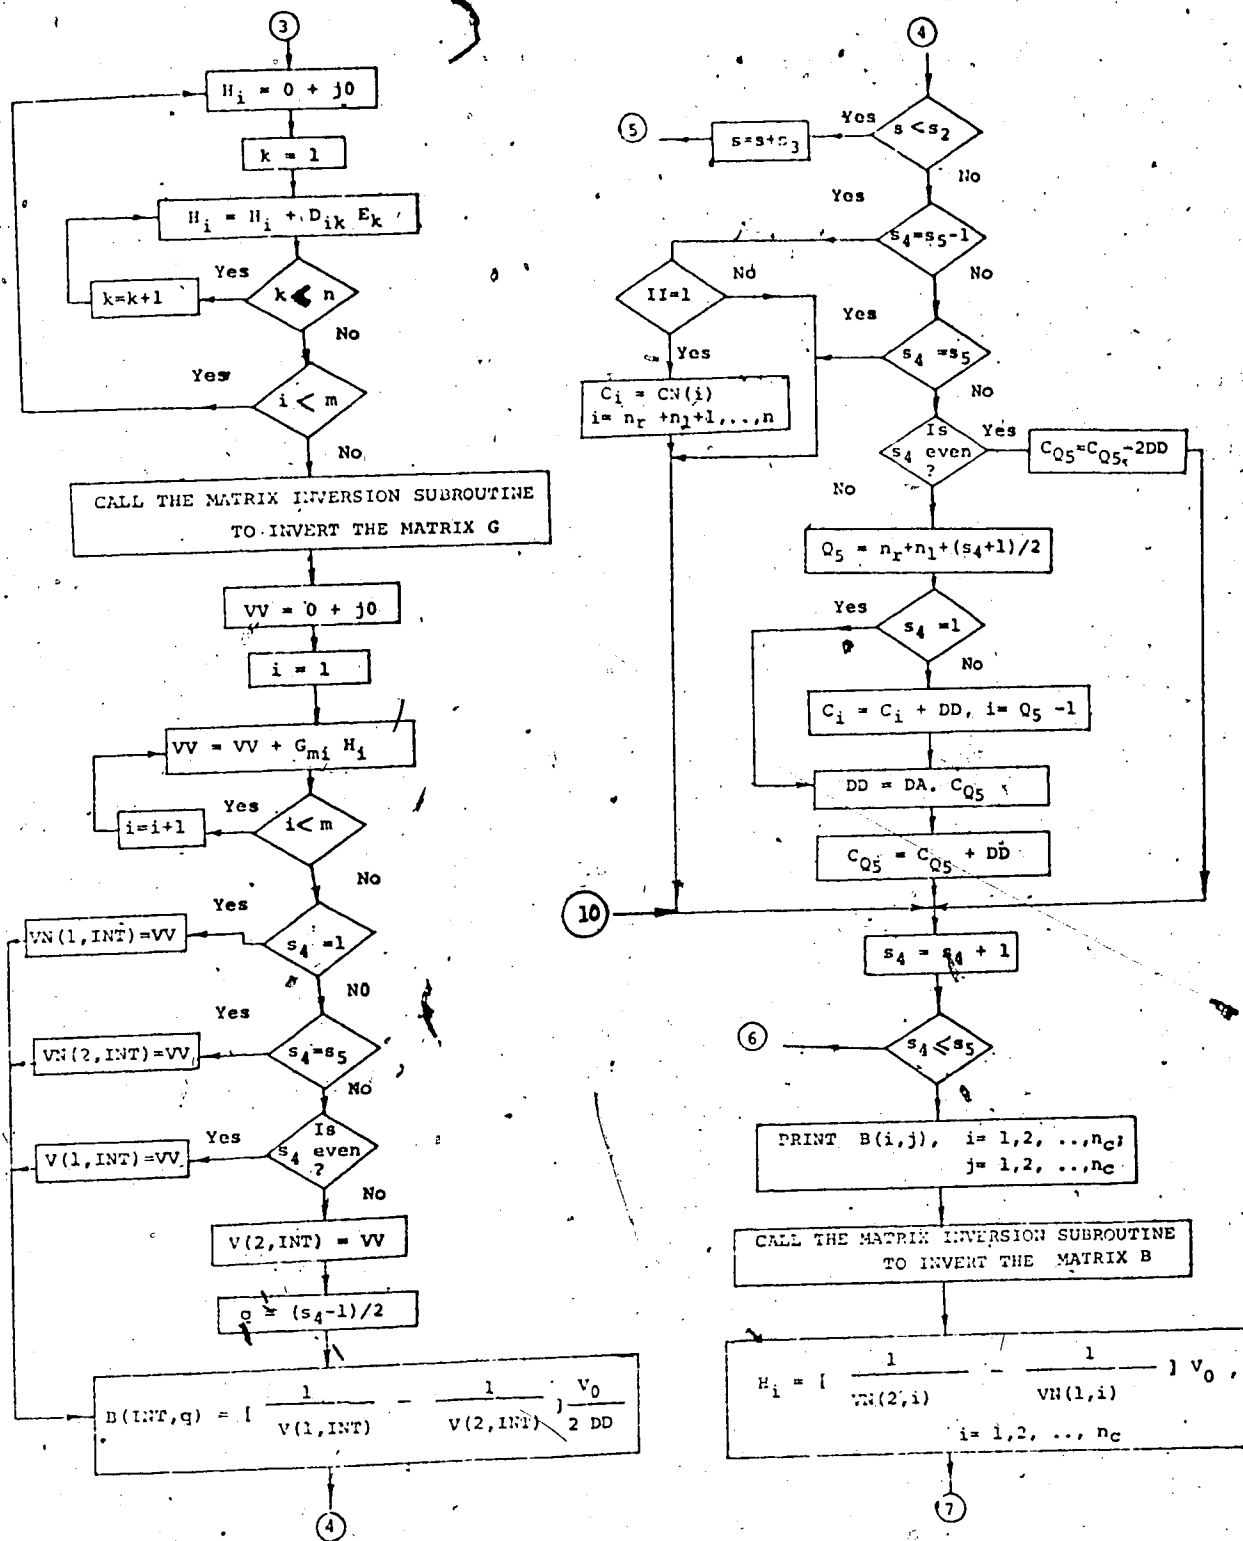 3
H_i = 0 + j0
k = 1
H_i = H_i + D_ik E_k
Yes
k=k+1
k < n
No
Yes
i < m
No
CALL THE MATRIX INVERSION SUBROUTINE
TO INVERT THE MATRIX G
VV = 0 + j0
i = 1
VV = VV + G_mi H_i
Yes
i=i+1
i < m
No
Yes
VN(1,INT)=VV
s_4 =1
NO
Yes
VN(2,INT)=VV
s_4=s_5
No
Yes
V(1,INT)=VV
Is
s_4 even
?
No
V(2,INT) = VV
q = (s_4-1)/2
B(INT,q) = [ 1/V(1,INT) - 1/V(2,INT) ] V_0/2 DD
4
4
Yes
s < s_2
5
s=s+s_3
No
Yes
s_4=s_5-1
No
II=1
No
Yes
C_i = CN(i)
i= n_r +n_l+1,...,n
Yes
s_4 =s_5
No
Is
s_4 even
?
Yes
C_Q5=C_Q5-2DD
No
Q_5 = n_r+n_l+(s_4+1)/2
Yes
s_4 =1
No
C_i = C_i + DD, i= Q_5 -1
DD = DA. C_Q5
C_Q5 = C_Q5 + DD
10
s_4 = s_4 + 1
6
s_4 ≤ s_5
PRINT B(i,j), i= 1,2, ..,n_c;
j= 1,2, ..,n_c
CALL THE MATRIX INVERSION SUBROUTINE
TO INVERT THE MATRIX B
H_i = [ 1/VN(2,i) - 1/VN(1,i) ] V_0 ,
i= 1,2, .., n_c
7